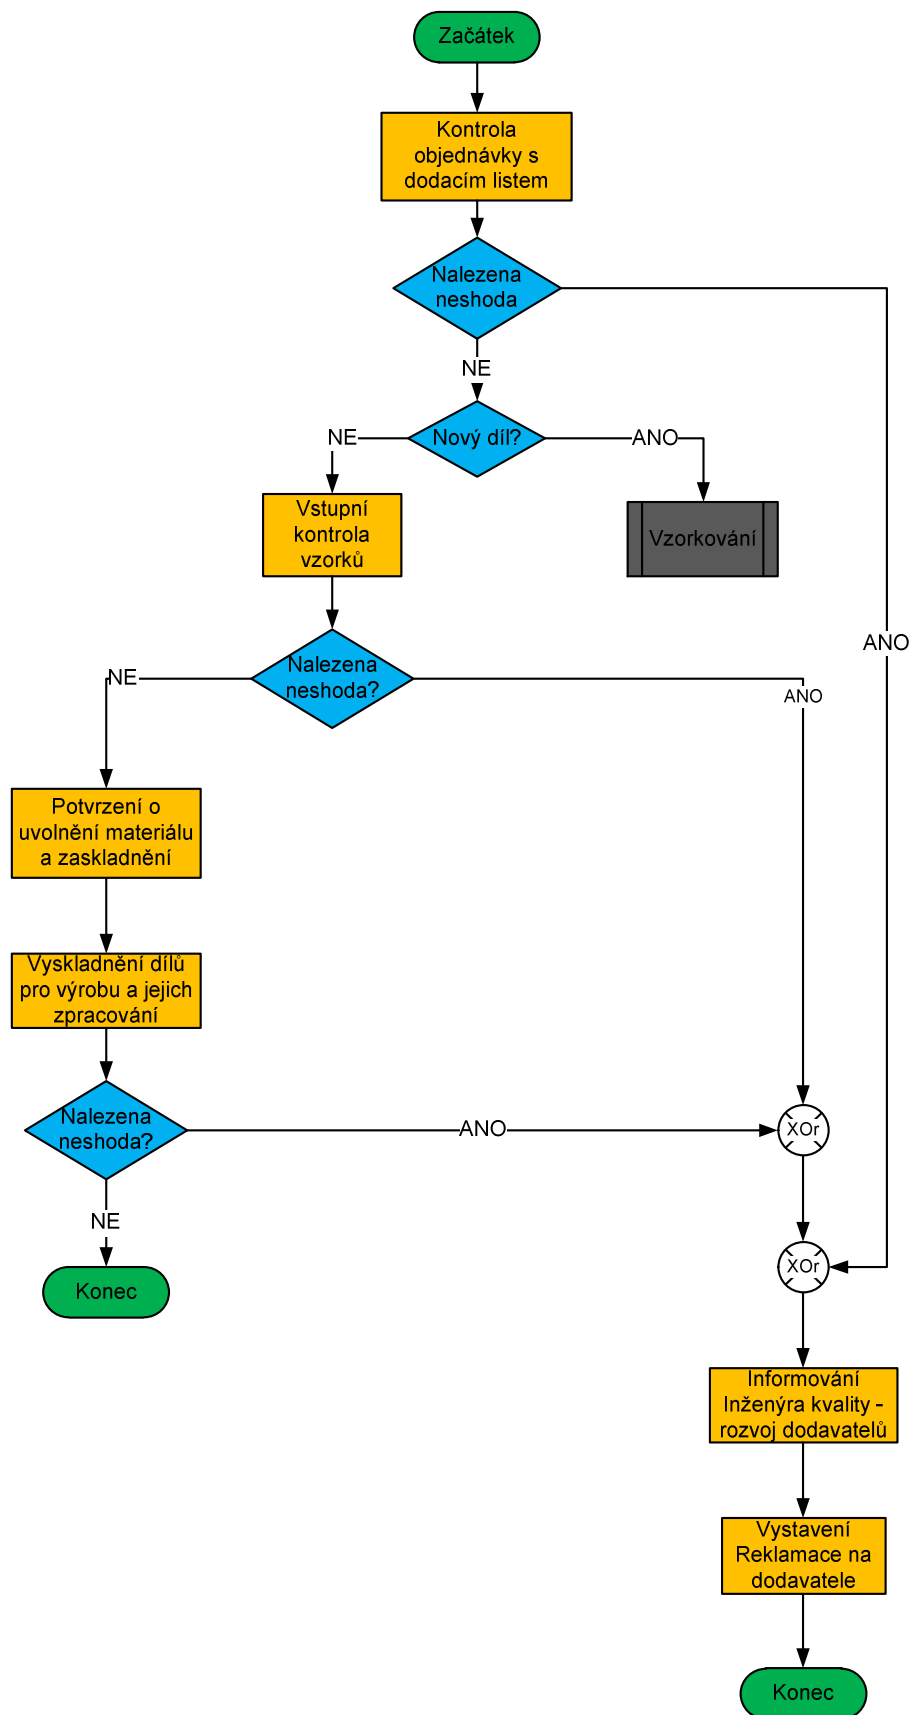 Začátek
Kontrola
objednávky s
dodacím listem
Nalezena
neshoda
NE
Nový díl?
NE
ANO
Vstupní
kontrola
vzorků
Vzorkování
ANO
Nalezena
neshoda?
NE
ANO
Potvrzení o
uvolnění materiálu
a zaskladnění
Vyskladnění dílů
pro výrobu a jejich
zpracování
Nalezena
neshoda?
ANO
XOr
NE
XOr
Konec
Informování
Inženýra kvality -
rozvoj dodavatelů
Vystavení
Reklamace na
dodavatele
Konec